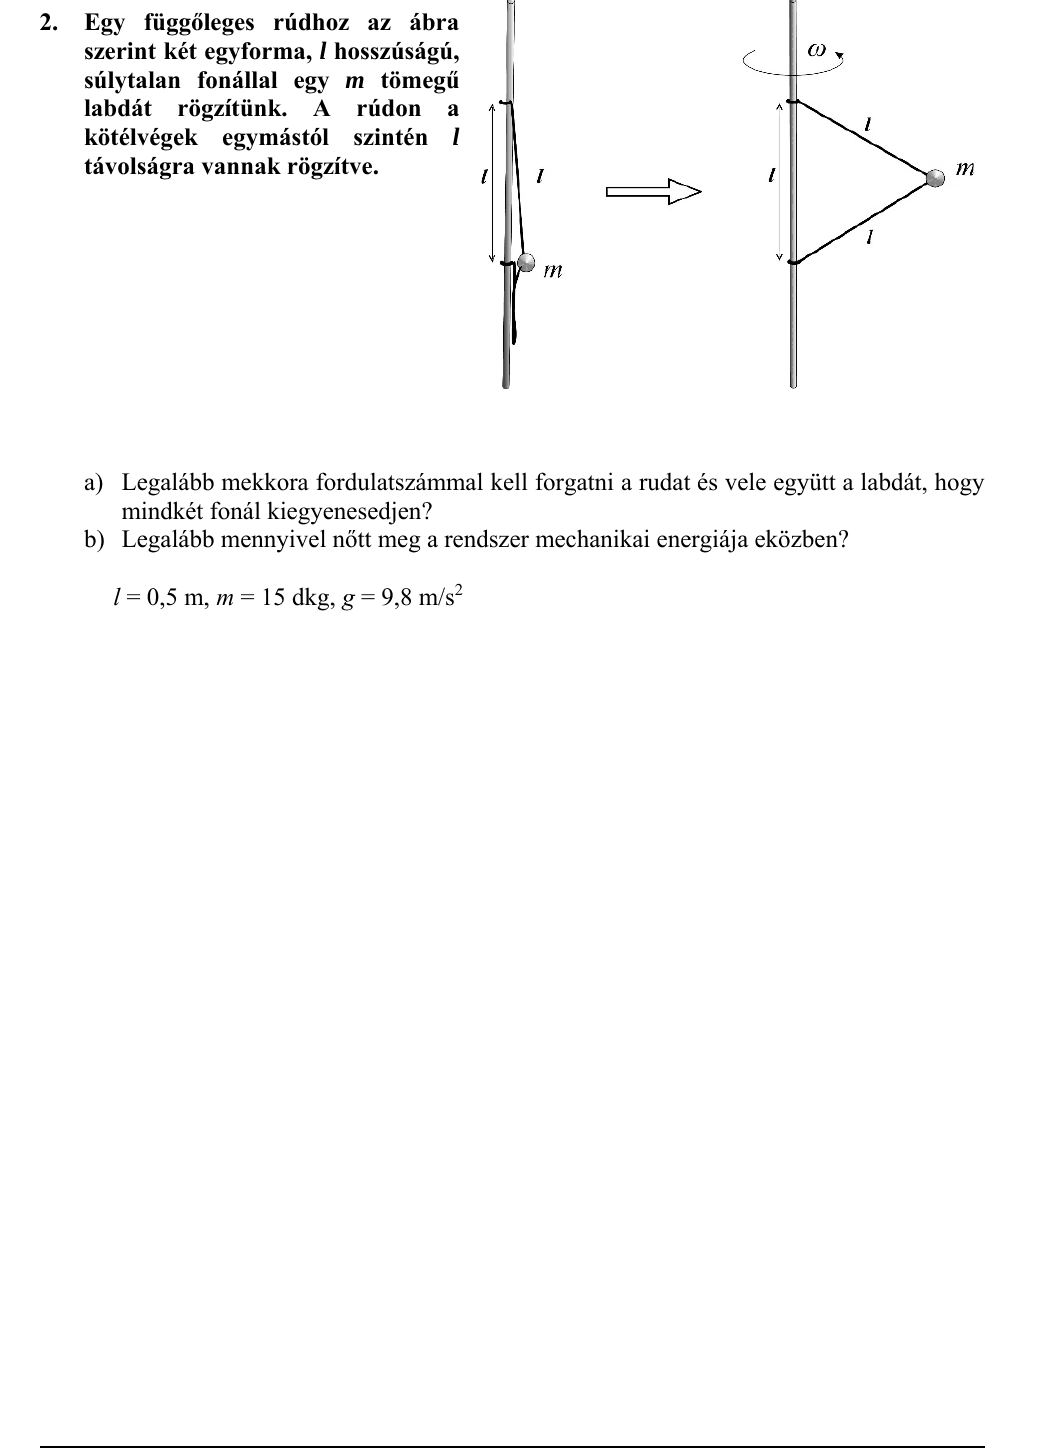 2. Egy függőleges rúdhoz az ábra
szerint két egyforma, l hosszúságú,
súlytalan fonállal egy m tömegű
labdát rögzítünk. A rúdon a
kötélvégek egymástól szintén l
távolságra vannak rögzítve.
l
l
m
ω
l
l
l
m
a) Legalább mekkora fordulatszámmal kell forgatni a rudat és vele együtt a labdát, hogy
mindkét fonál kiegyenesedjen?
b) Legalább mennyivel nőtt meg a rendszer mechanikai energiája eközben?
l = 0,5 m, m = 15 dkg, g = 9,8 m/s²